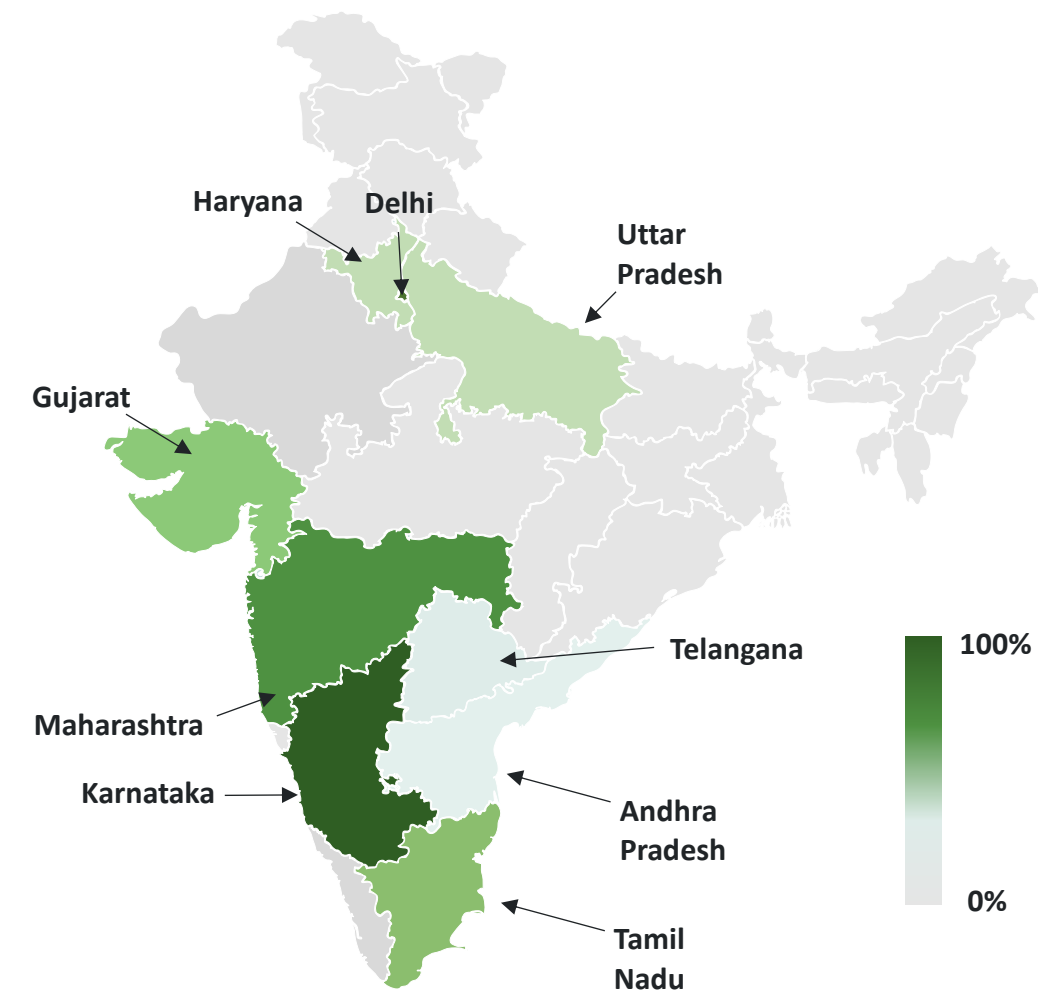 Haryana
Delhi
Uttar
Pradesh
Gujarat
Telangana
100%
Maharashtra
Karnataka
Andhra
Pradesh
0%
Tamil
Nadu